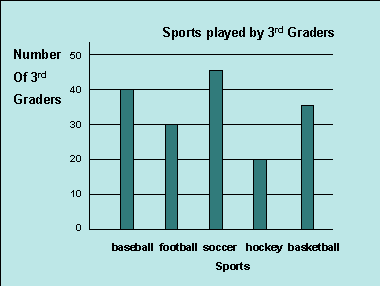 Sports played by 3rd Graders
Number
Of 3rd
Graders
50
40
30
20
10
0
baseball football soccer hockey basketball
Sports